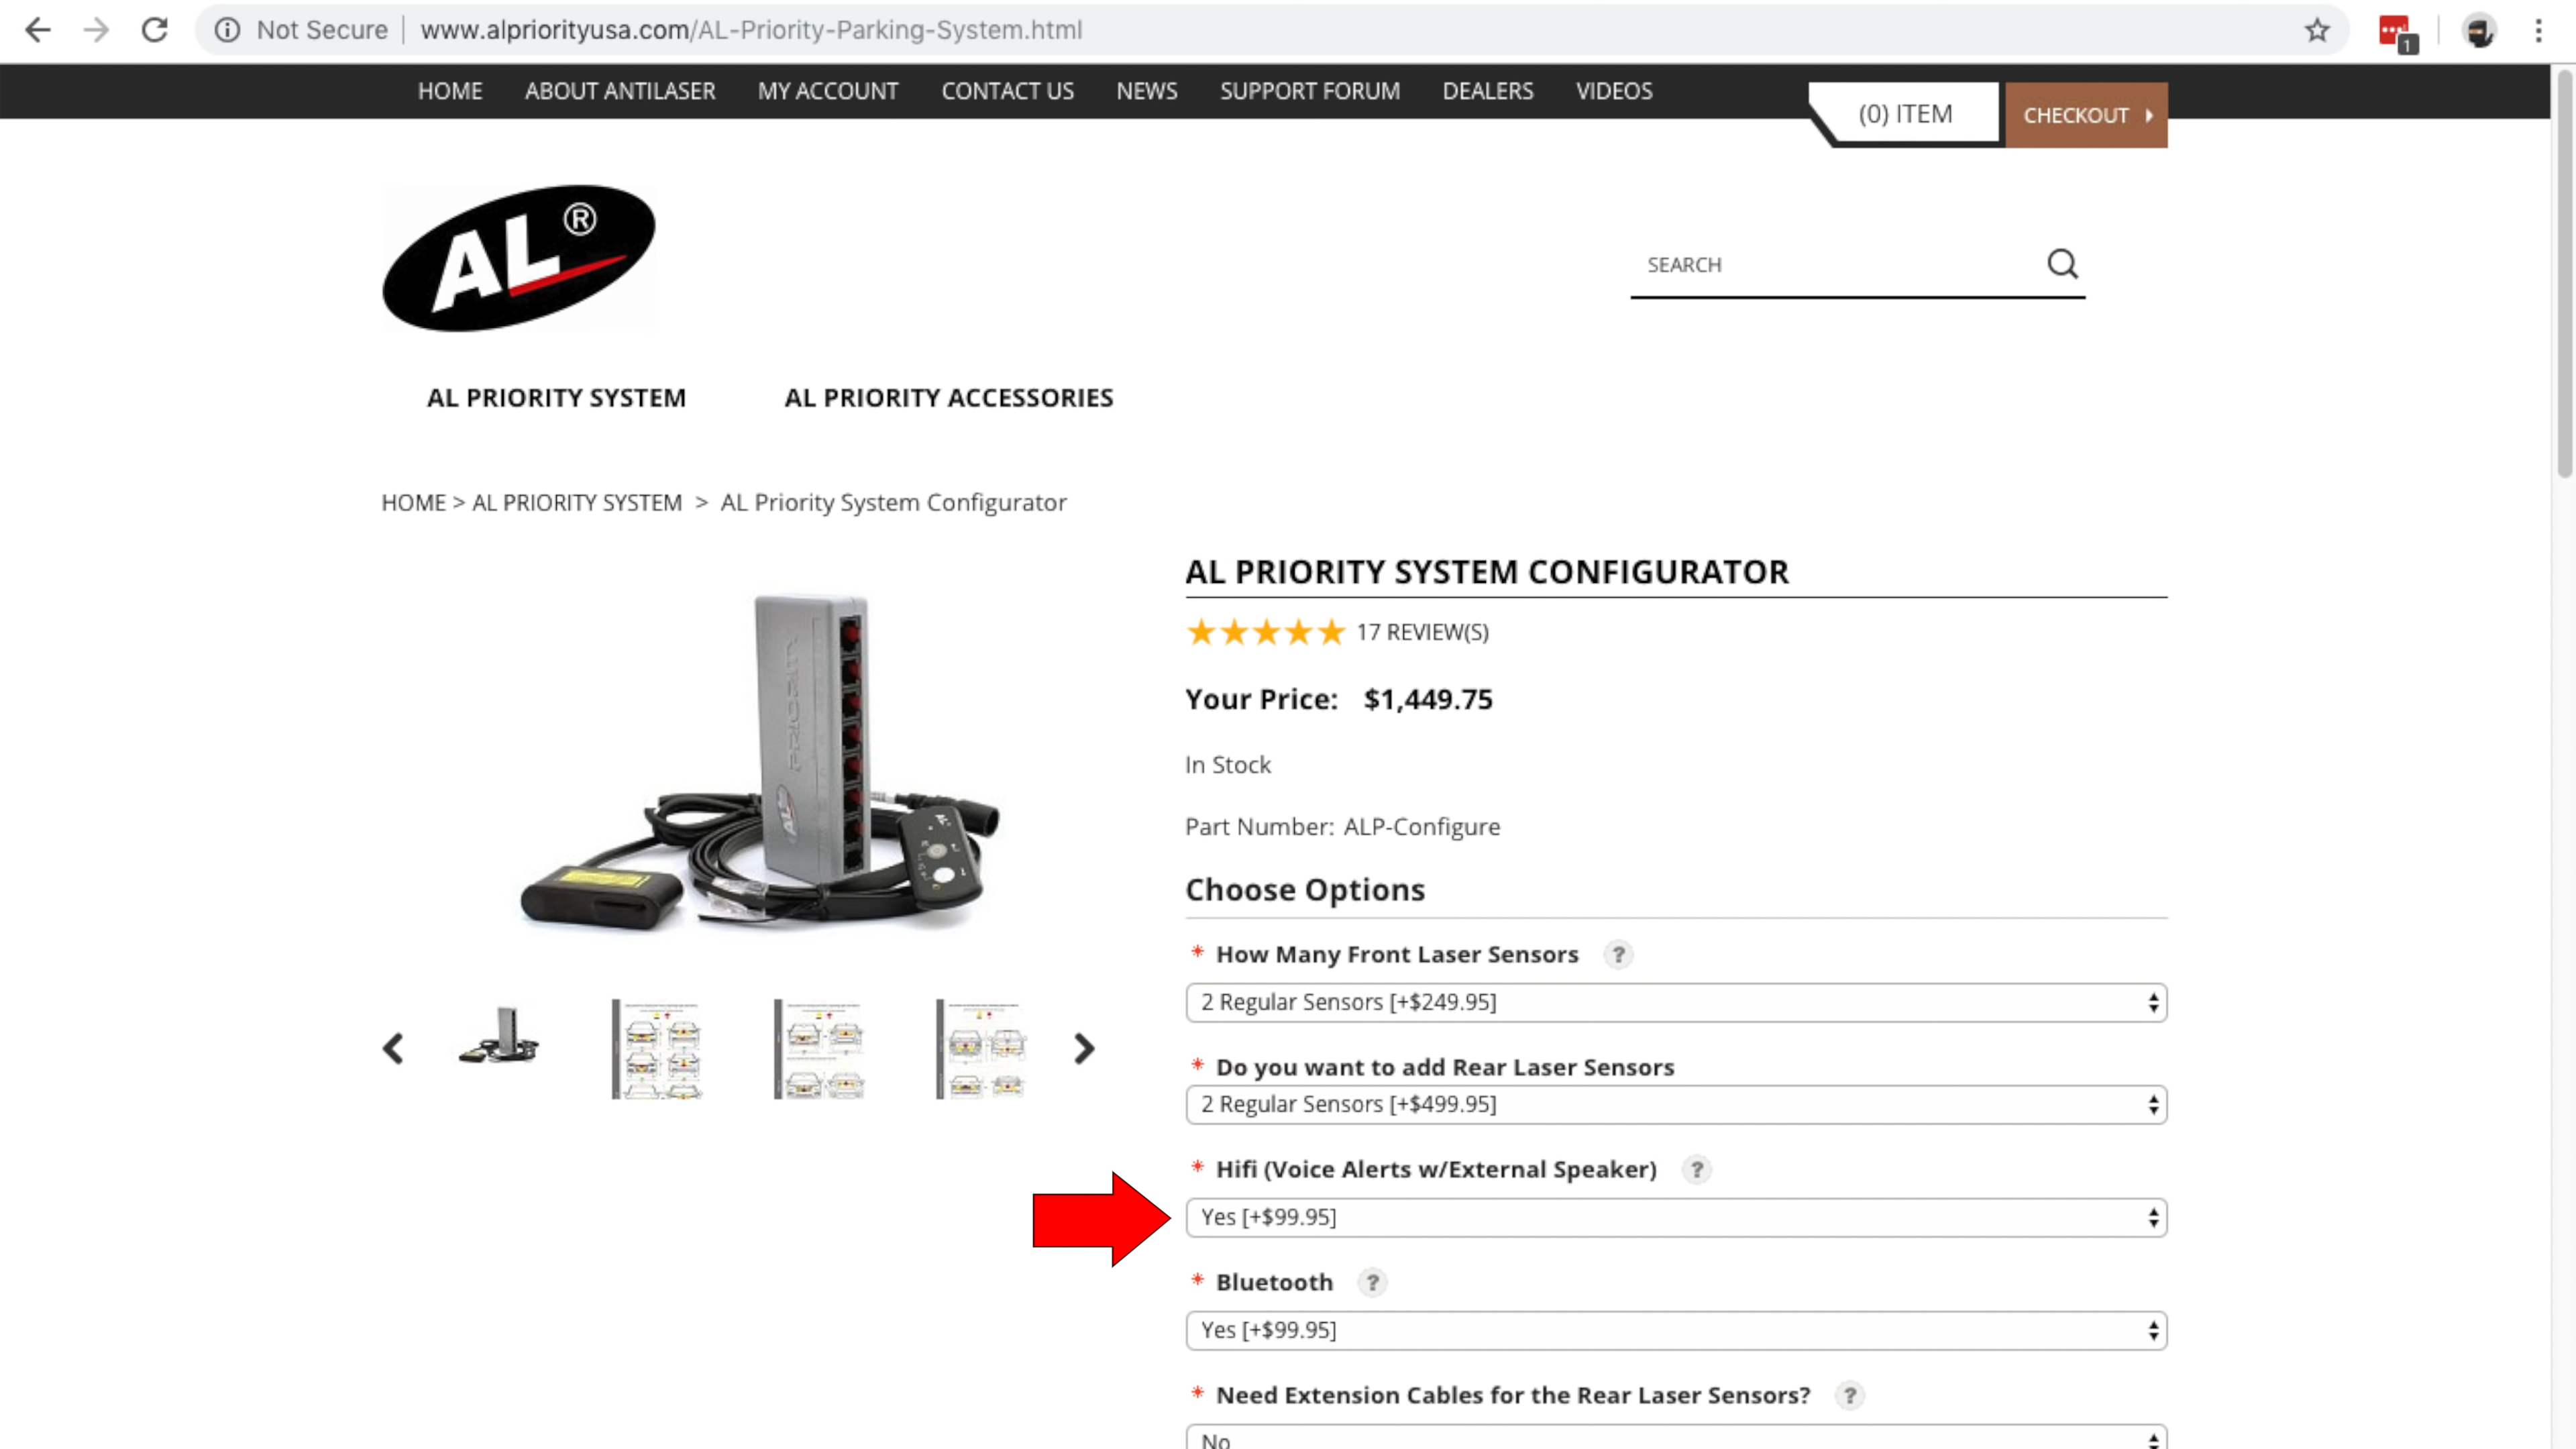 Not Secure | www.alpriorityusa.com/AL-Priority-Parking-System.html
1
HOME ABOUT ANTILASER MY ACCOUNT CONTACT US NEWS SUPPORT FORUM DEALERS VIDEOS
(0) ITEM CHECKOUT
AL®
SEARCH
AL PRIORITY SYSTEM AL PRIORITY ACCESSORIES
HOME > AL PRIORITY SYSTEM > AL Priority System Configurator
PRIORITY
AL
AL PRIORITY SYSTEM CONFIGURATOR
17 REVIEW(S)
Your Price: $1,449.75
In Stock
Part Number: ALP-Configure
Choose Options
* How Many Front Laser Sensors ?
2 Regular Sensors [+$249.95]
* Do you want to add Rear Laser Sensors
2 Regular Sensors [+$499.95]
* Hifi (Voice Alerts w/External Speaker) ?
Yes [+$99.95]
* Bluetooth ?
Yes [+$99.95]
* Need Extension Cables for the Rear Laser Sensors? ?
No